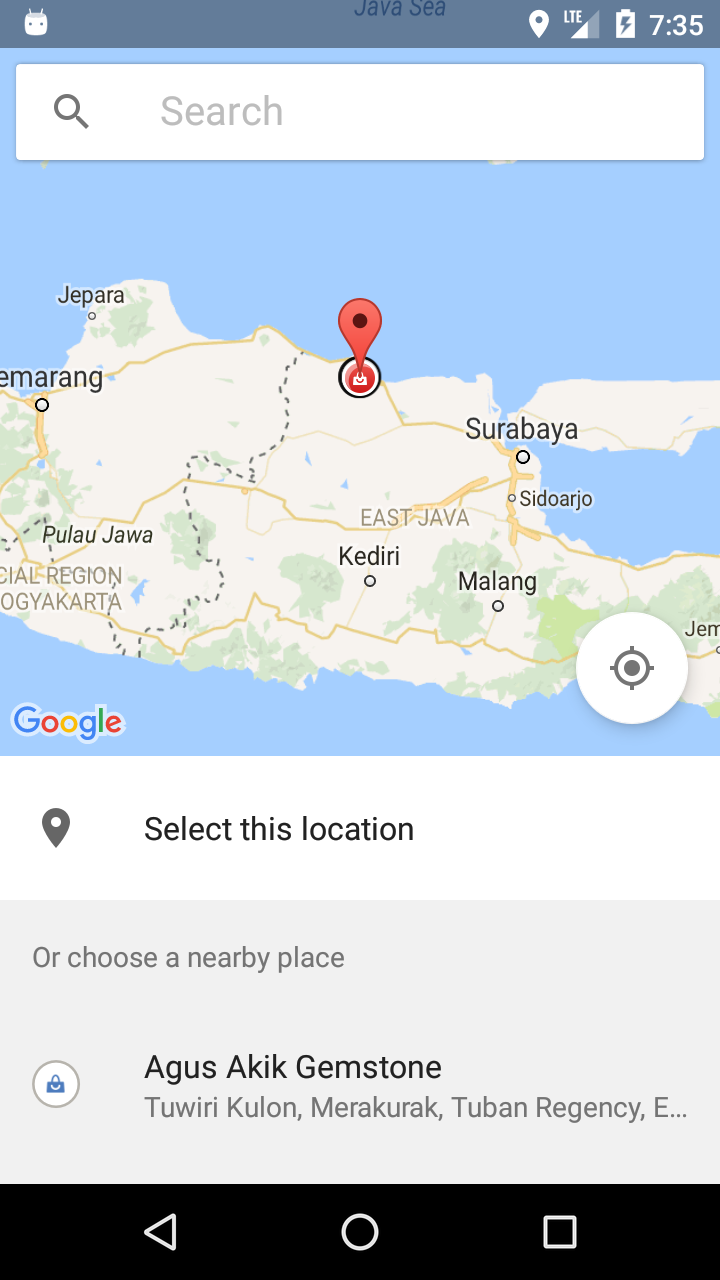 Java Sea
LTE
7:35
Search
Jepara
emarang
Surabaya
Sidoarjo
EAST JAVA
Pulau Jawa
Kediri
CIAL REGION
OGYAKARTA
Malang
Jem
Google
Select this location
Or choose a nearby place
Agus Akik Gemstone
Tuwiri Kulon, Merakurak, Tuban Regency, E...